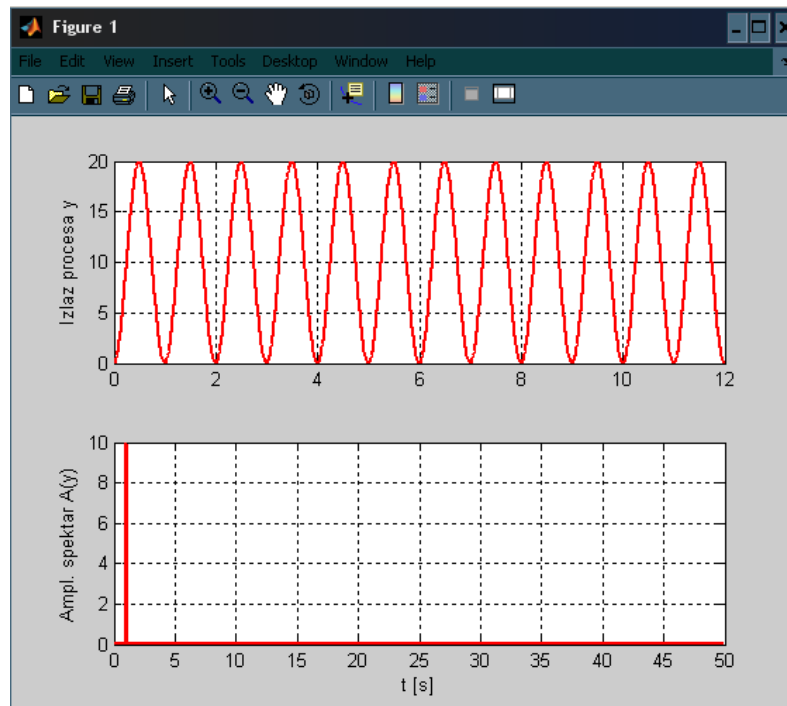 Figure 1
File Edit View Insert Tools Desktop Window Help
Izlaz procesa y
20
15
10
5
0
0 2 4 6 8 10 12
Ampl. spektar A(y)
10
8
6
4
2
0
0 5 10 15 20 25 30 35 40 45 50
t [s]